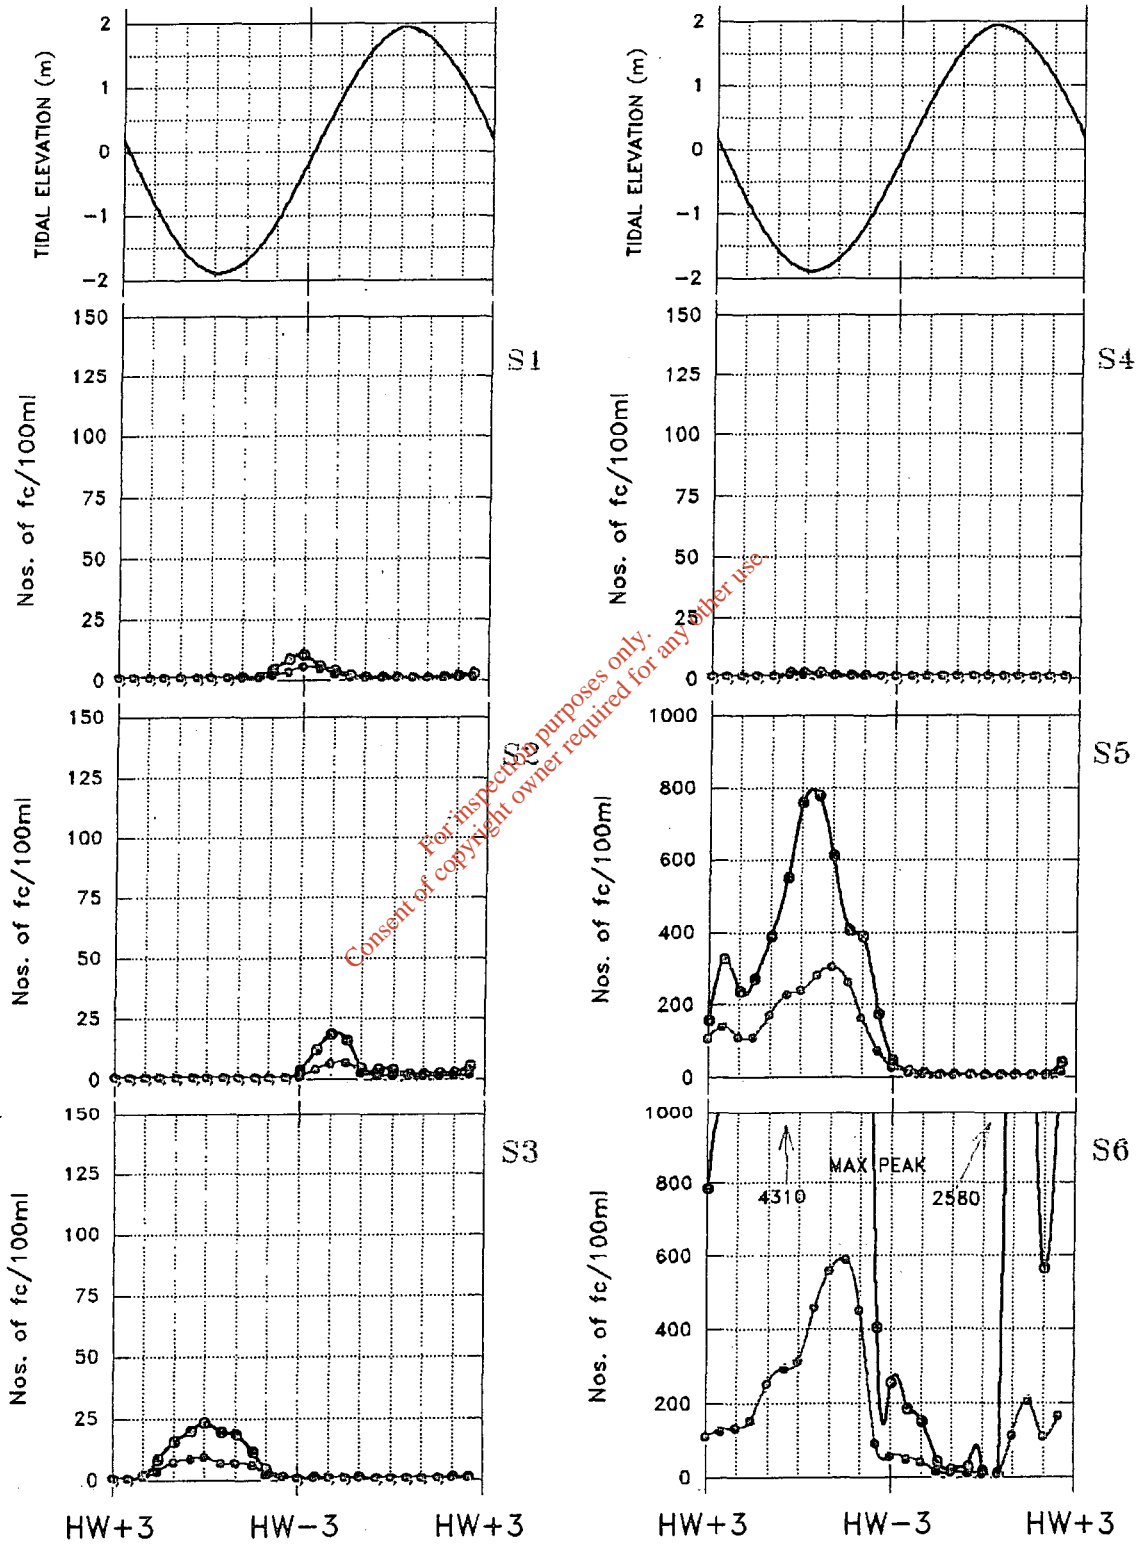 2
1
0
-1
-2
TIDAL ELEVATION (m)
150
125
100
75
50
25
0
Nos. of fc/100ml
S1
150
125
100
75
50
25
0
Nos. of fc/100ml
S2
150
125
100
75
50
25
0
Nos. of fc/100ml
S3
HW+3 HW-3 HW+3
2
1
0
-1
-2
TIDAL ELEVATION (m)
150
125
100
75
50
25
0
Nos. of fc/100ml
S4
1000
800
600
400
200
0
Nos. of fc/100ml
S5
1000
800
600
400
200
0
Nos. of fc/100ml
S6
MAX PEAK
4310 2580
HW+3 HW-3 HW+3
For inspection purposes only.
Consent of copyright owner required for any other use.